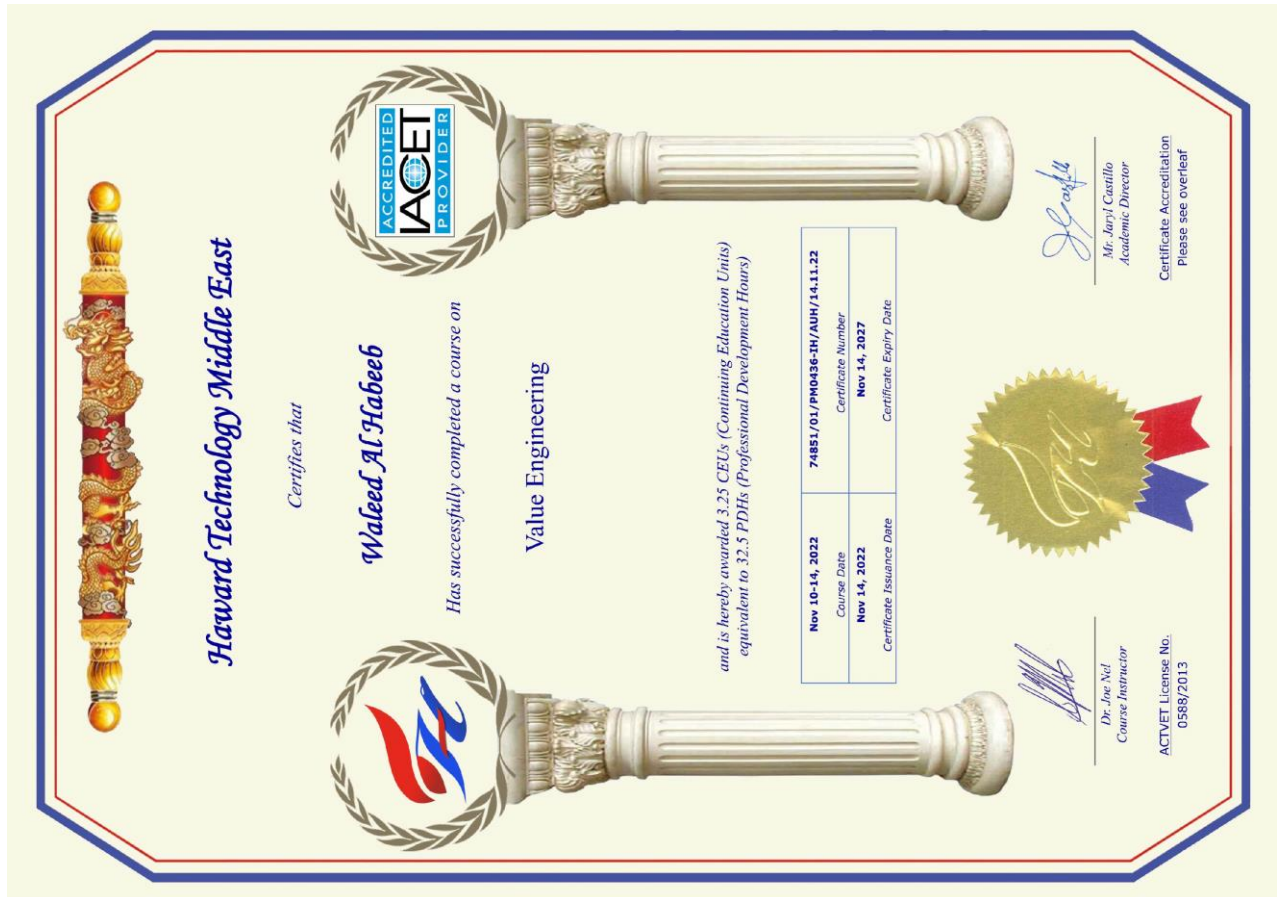 Haward Technology Middle East
Certifies that
ACCREDITED
IACET
PROVIDER
Waleed Al Habeeb
Has successfully completed a course on
Value Engineering
and is hereby awarded 3.25 CEUs (Continuing Education Units)
equivalent to 32.5 PDHs (Professional Development Hours)
Nov 10-14, 2022 74851/01/PM0436-IH/AUH/14.11.22
Course Date Certificate Number
Nov 14, 2022 Nov 14, 2027
Certificate Issuance Date Certificate Expiry Date
Dr. Joe Nel
Course Instructor
ACTVET License No.
0588/2013
Mr. Jaryl Castillo
Academic Director
Certificate Accreditation
Please see overleaf